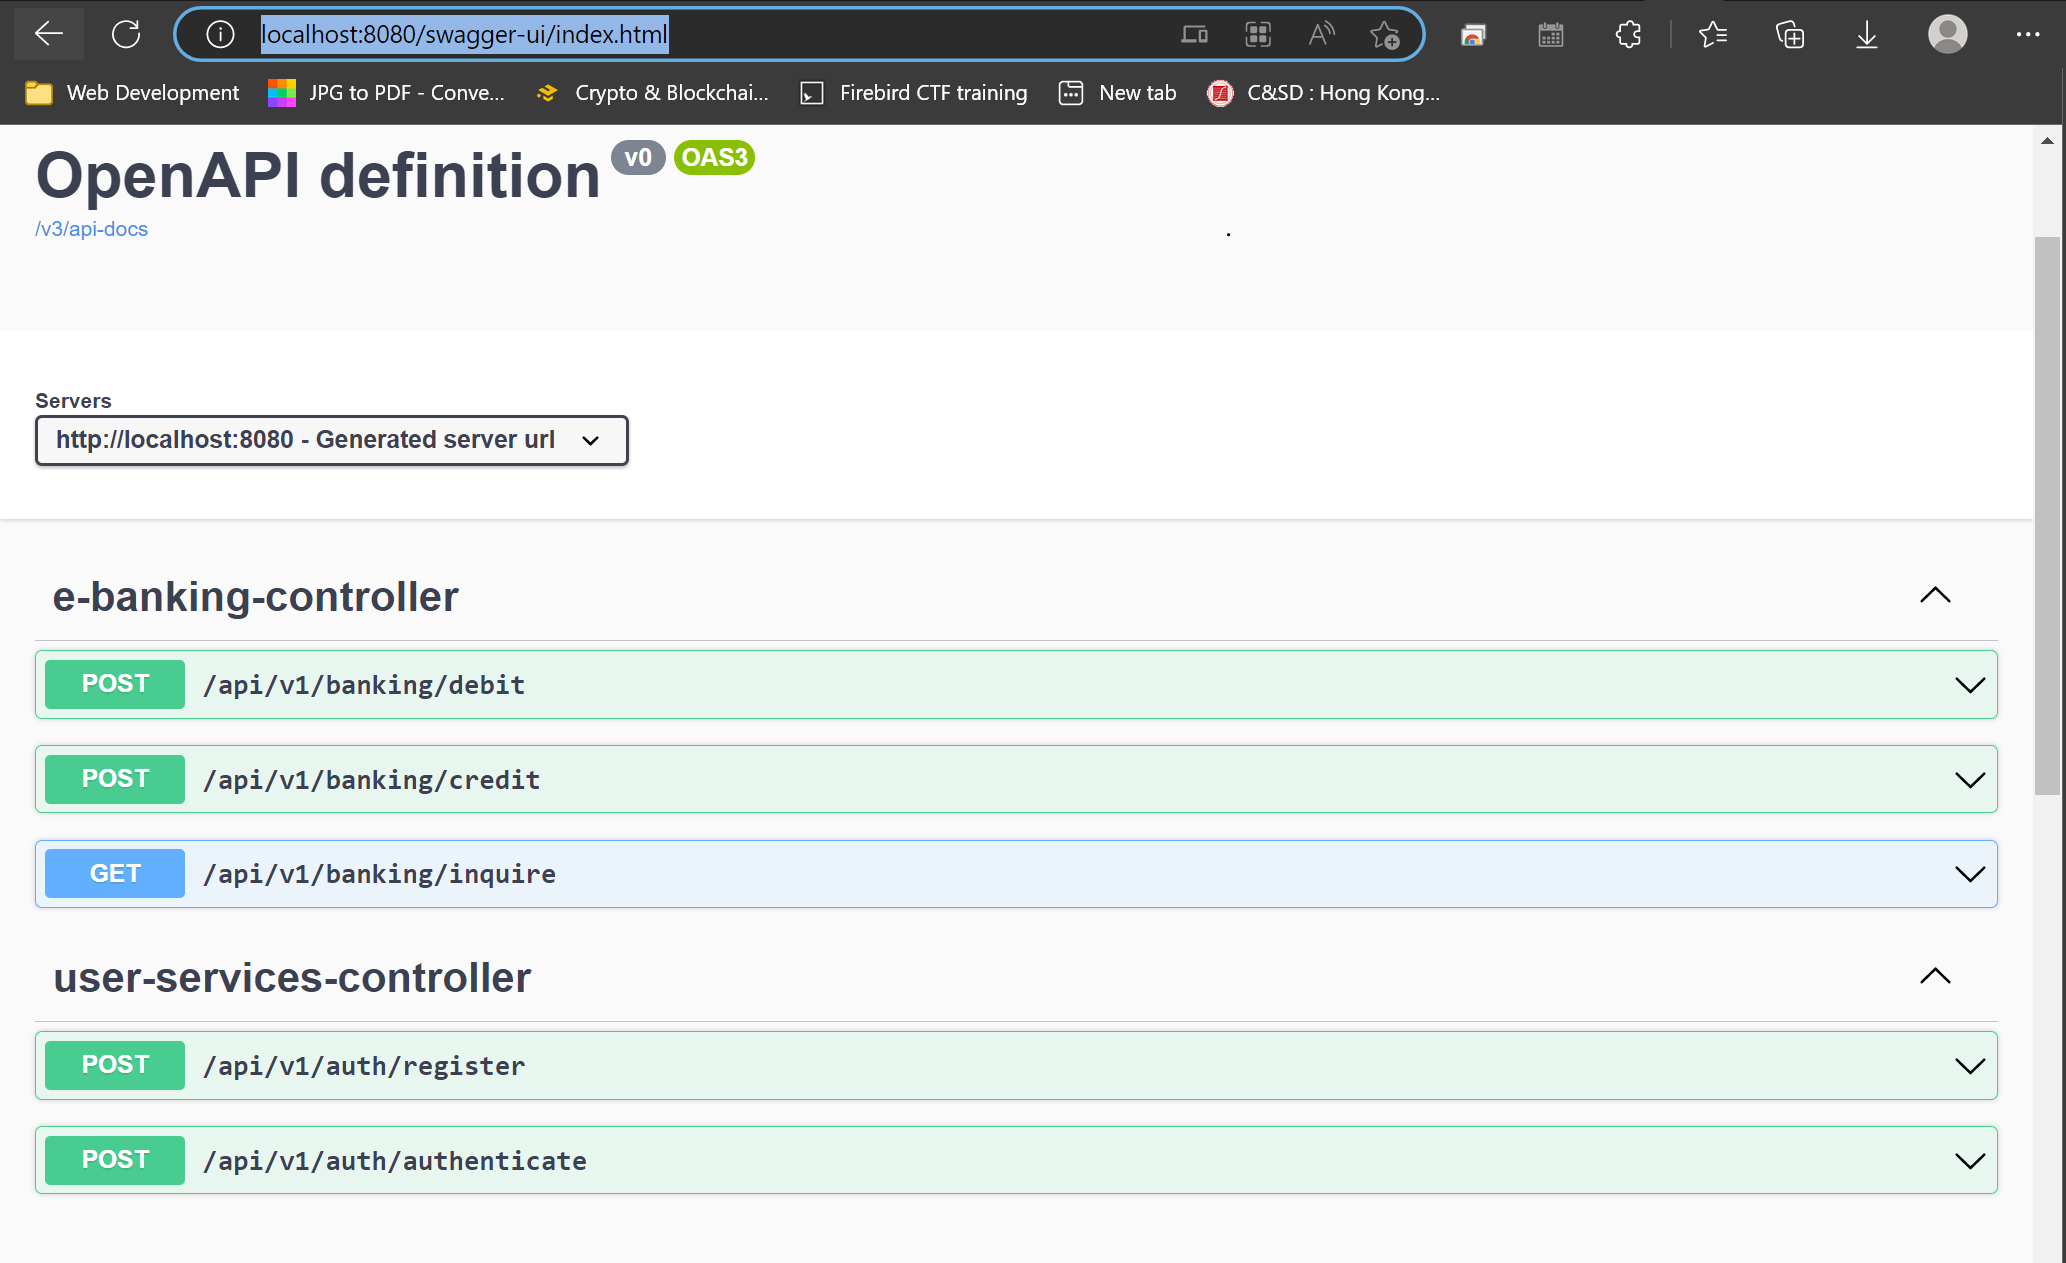 localhost:8080/swagger-ui/index.html
Web Development JPG to PDF - Conve... Crypto & Blockchai... Firebird CTF training New tab C&SD : Hong Kong...
OpenAPI definition v0 OAS3
/v3/api-docs
Servers
http://localhost:8080 - Generated server url
e-banking-controller
POST /api/v1/banking/debit
POST /api/v1/banking/credit
GET /api/v1/banking/inquire
user-services-controller
POST /api/v1/auth/register
POST /api/v1/auth/authenticate